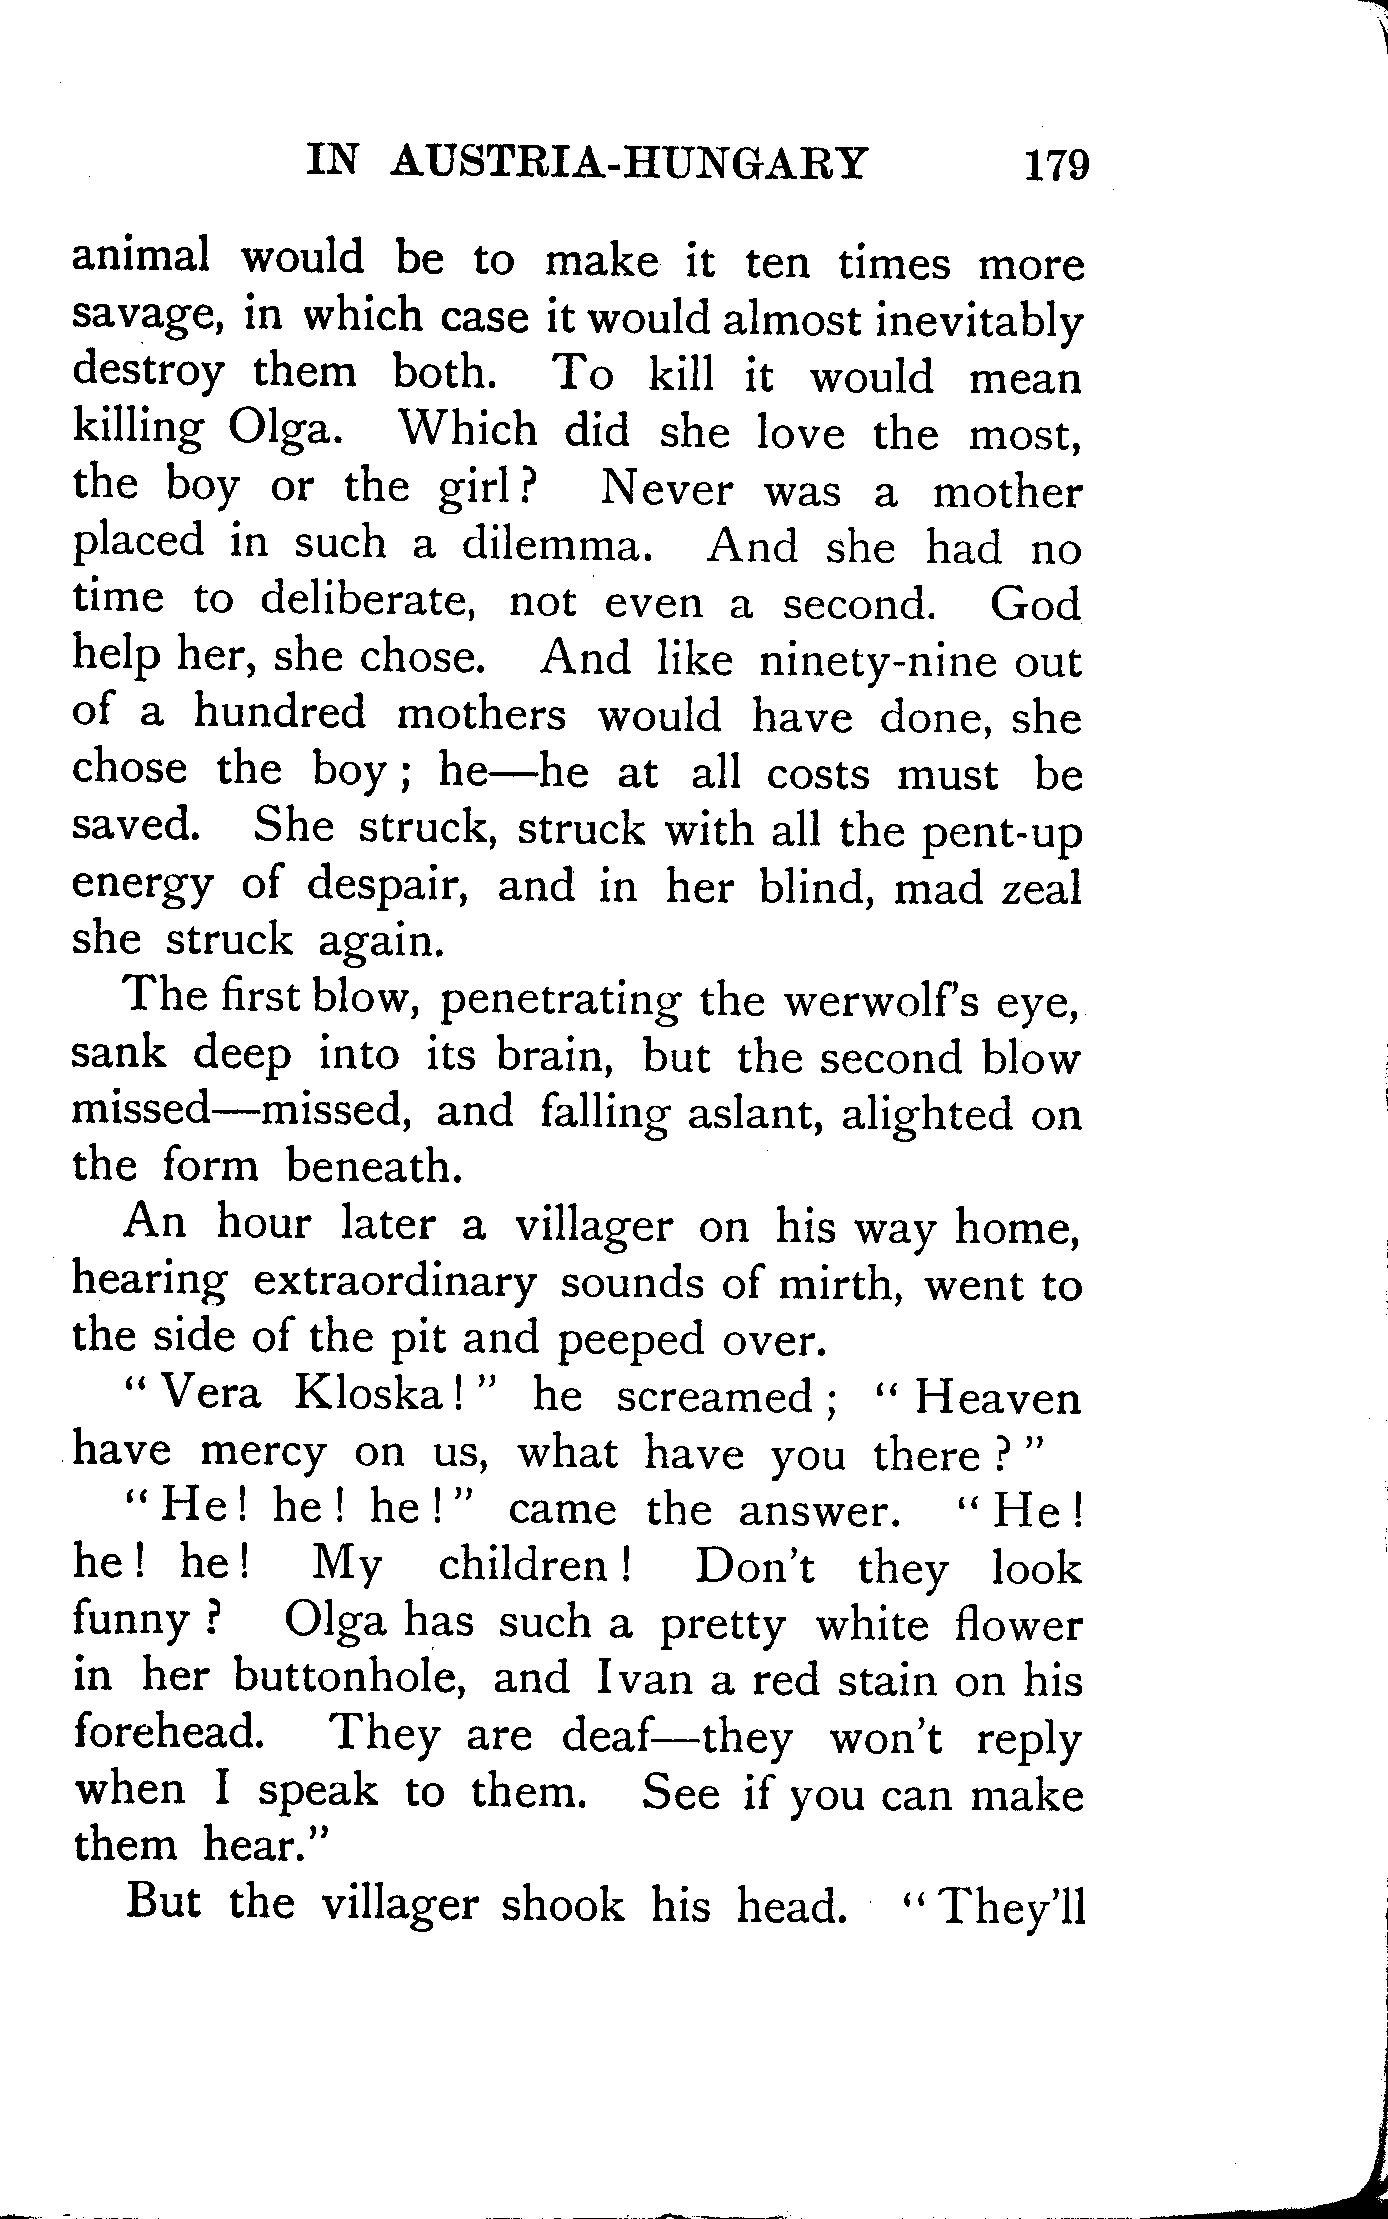 IN AUSTRIA-HUNGARY 179
animal would be to make it ten times more
savage, in which case it would almost inevitably
destroy them both. To kill it would mean
killing Olga. Which did she love the most,
the boy or the girl? Never was a mother
placed in such a dilemma. And she had no
time to deliberate, not even a second. God
help her, she chose. And like ninety-nine out
of a hundred mothers would have done, she
chose the boy; he—he at all costs must be
saved. She struck, struck with all the pent-up
energy of despair, and in her blind, mad zeal
she struck again.
The first blow, penetrating the werwolf's eye,
sank deep into its brain, but the second blow
missed—missed, and falling aslant, alighted on
the form beneath.
An hour later a villager on his way home,
hearing extraordinary sounds of mirth, went to
the side of the pit and peeped over.
"Vera Kloska!" he screamed; "Heaven
have mercy on us, what have you there?"
"He! he! he!" came the answer. "He!
he! he! My children! Don't they look
funny? Olga has such a pretty white flower
in her buttonhole, and Ivan a red stain on his
forehead. They are deaf—they won't reply
when I speak to them. See if you can make
them hear."
But the villager shook his head. "They'll